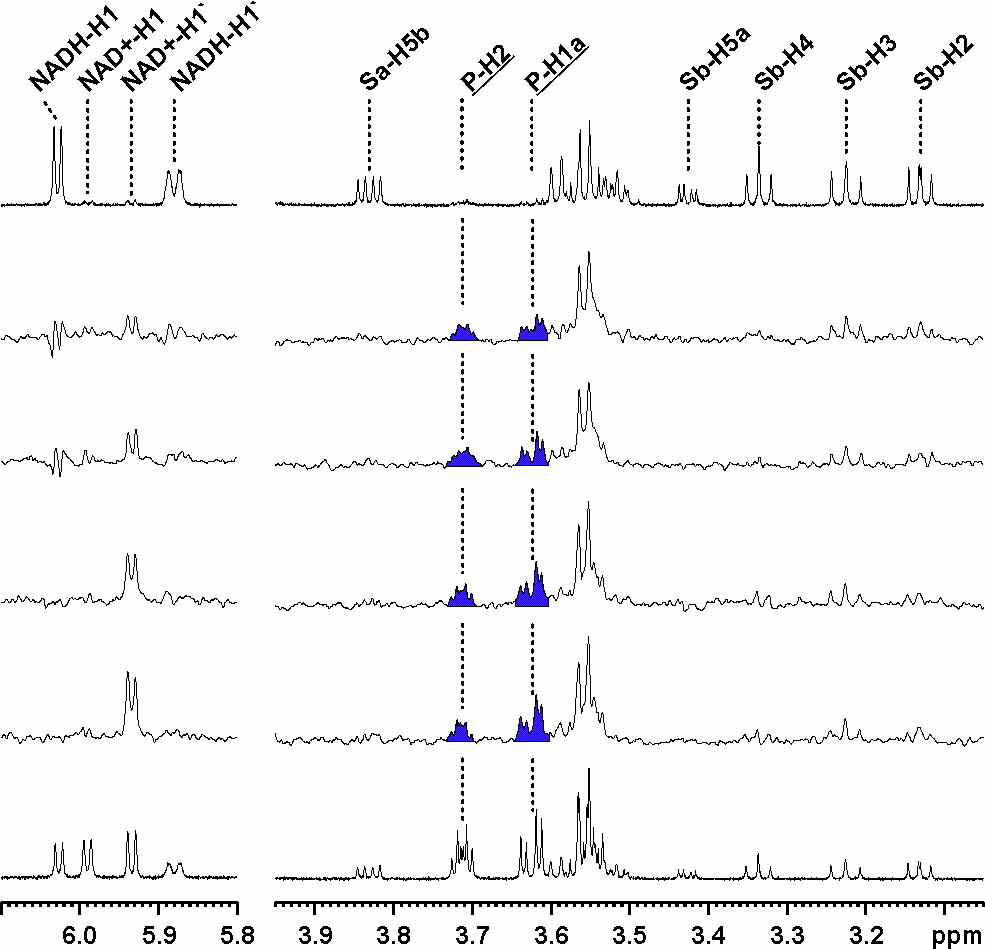 NADH-H1
NAD+-H1
NAD+-H1`
NADH-H1`
Sa-H5b
P-H2
P-H1a
Sb-H5a
Sb-H4
Sb-H3
Sb-H2
6.0 5.9 5.8 3.9 3.8 3.7 3.6 3.5 3.4 3.3 3.2 ppm